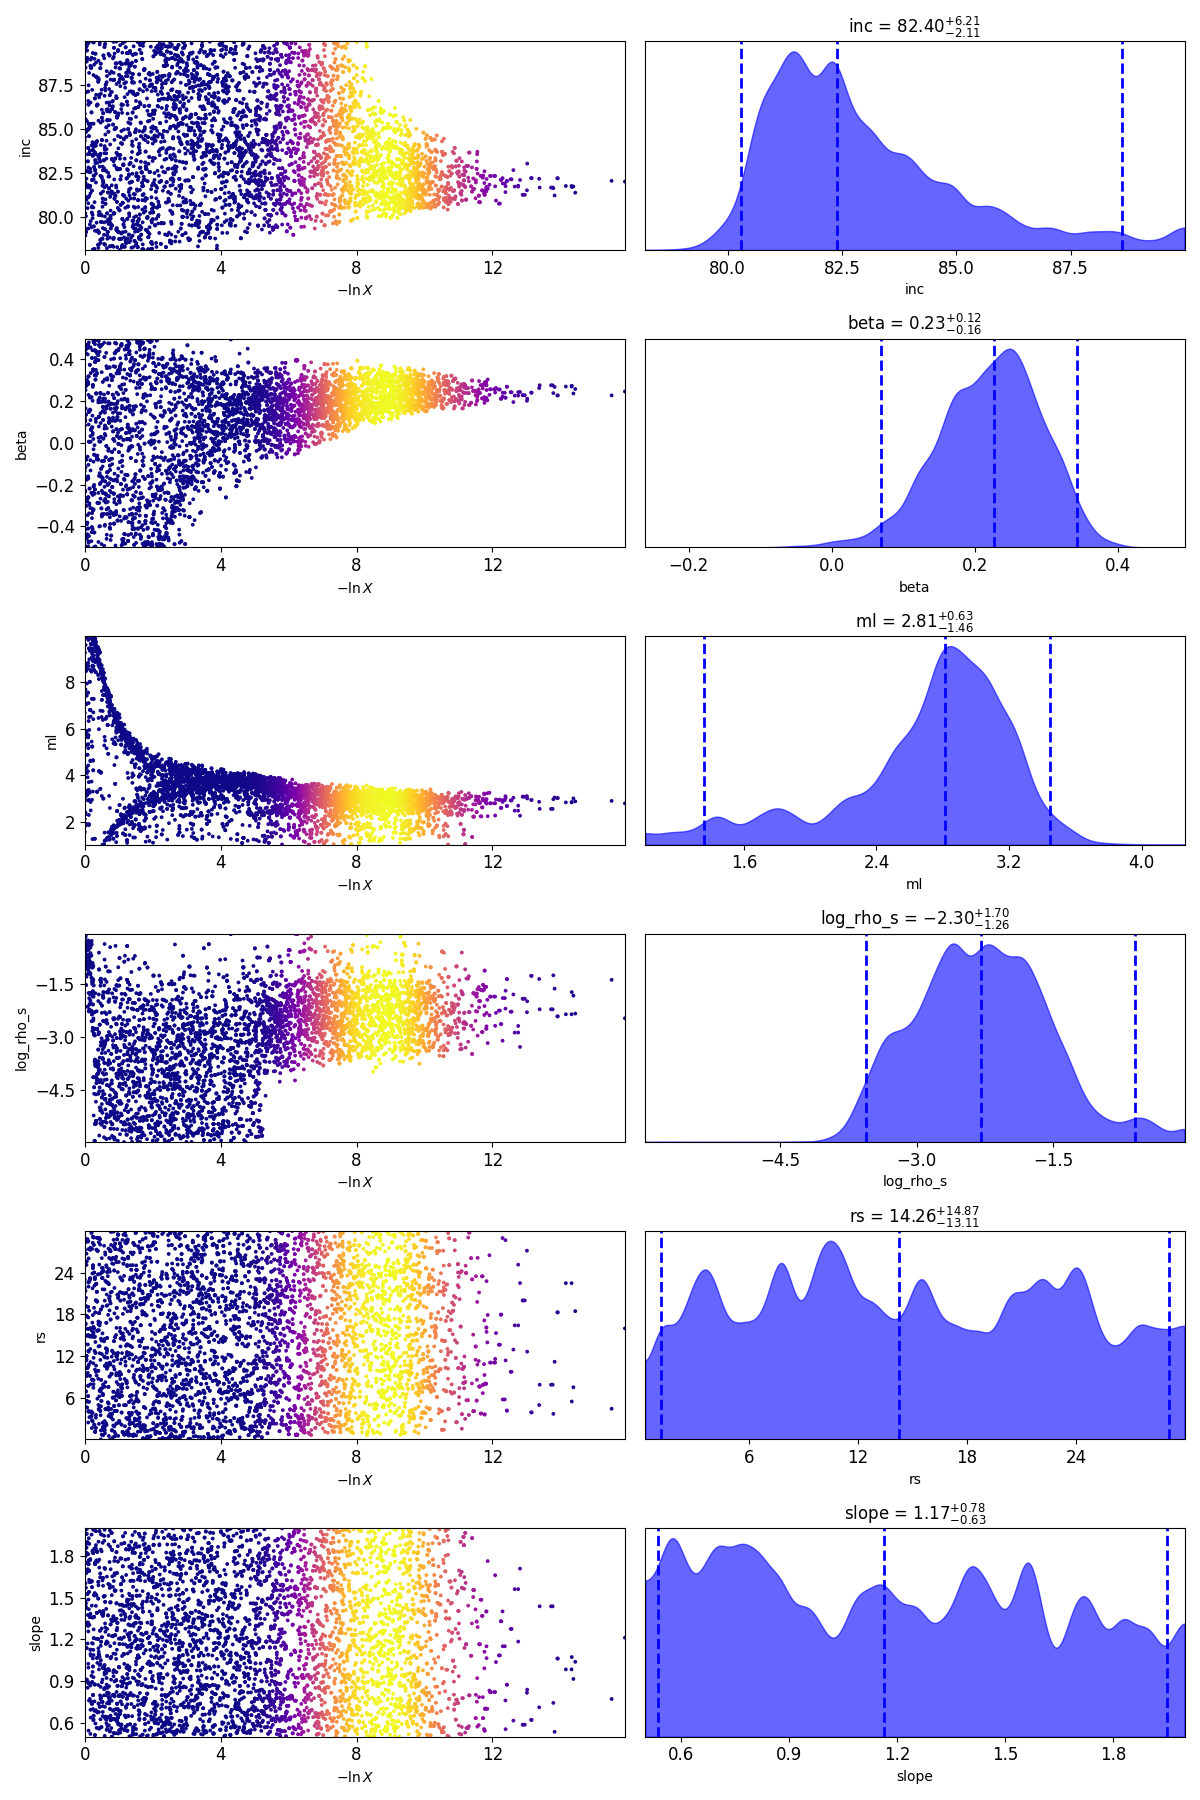 inc = 82.40+6.21−2.11
87.5
85.0
82.5
80.0
inc
0 4 8 12
80.0 82.5 85.0 87.5
−ln X
inc
beta = 0.23+0.12−0.16
0.4
0.2
0.0
−0.2
−0.4
beta
0 4 8 12
−0.2 0.0 0.2 0.4
−ln X
beta
ml = 2.81+0.63−1.46
8
6
4
2
ml
0 4 8 12
1.6 2.4 3.2 4.0
−ln X
ml
log_rho_s = −2.30+1.70−1.26
−1.5
−3.0
−4.5
log_rho_s
0 4 8 12
−4.5 −3.0 −1.5
−ln X
log_rho_s
rs = 14.26+14.87−13.11
24
18
12
6
rs
0 4 8 12
6 12 18 24
−ln X
rs
slope = 1.17+0.78−0.63
1.8
1.5
1.2
0.9
0.6
slope
0 4 8 12
0.6 0.9 1.2 1.5 1.8
−ln X
slope